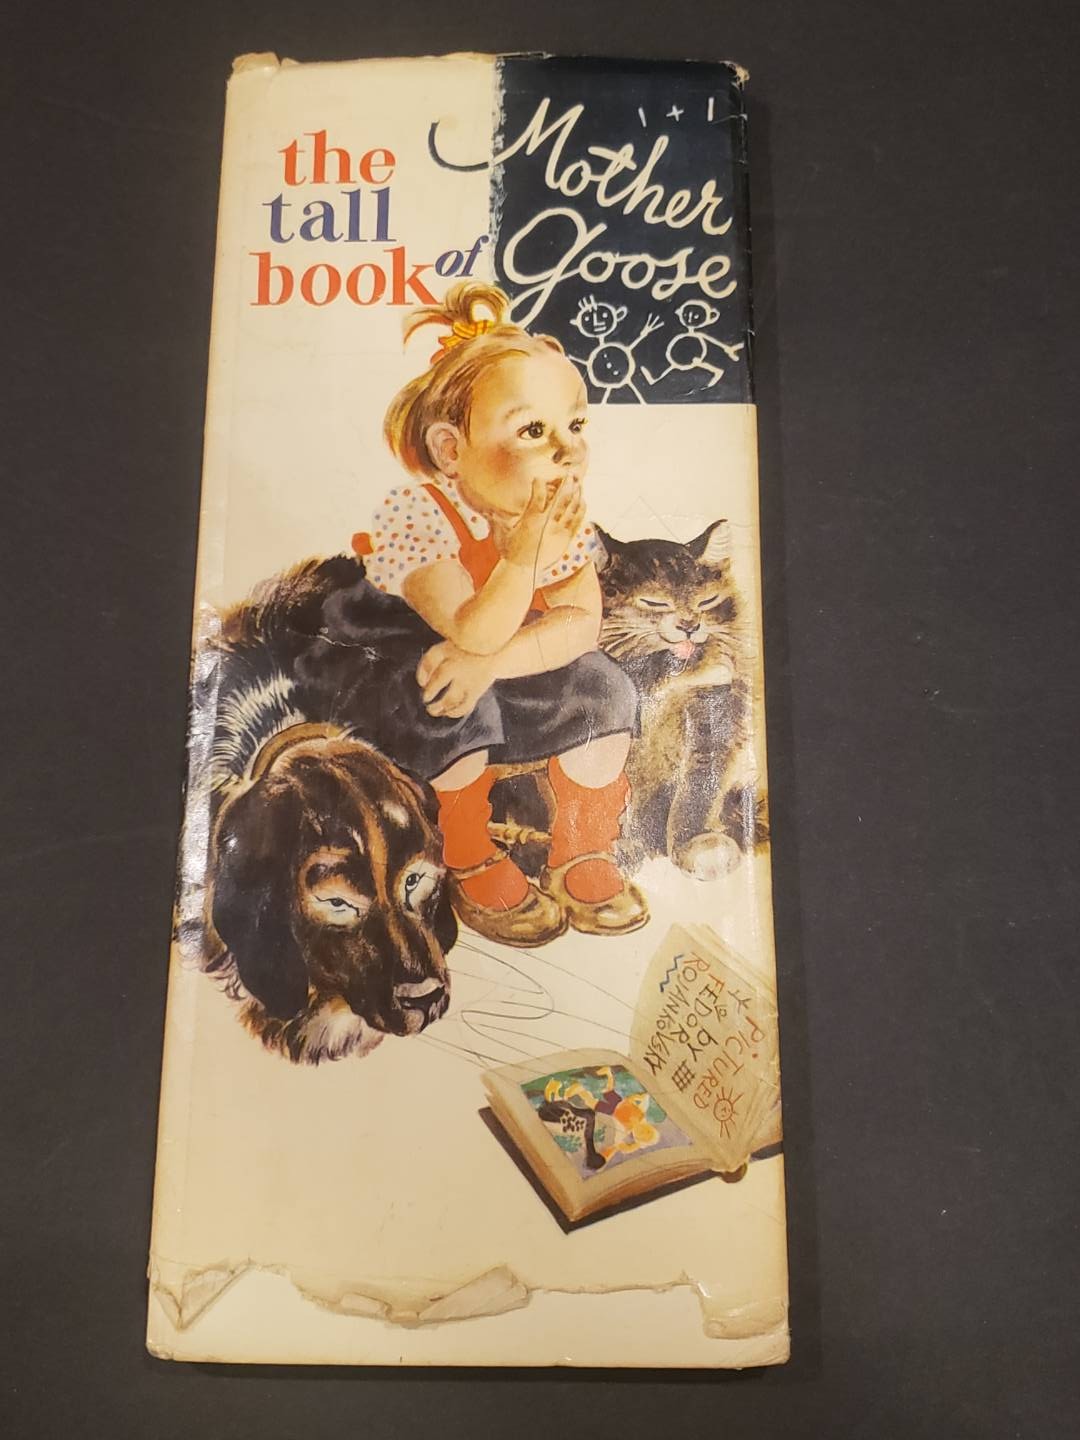 the
tall
book of
1 + 1
Mother
Goose
PiCTURED
by
FEDOR
ROJANKOVSKY